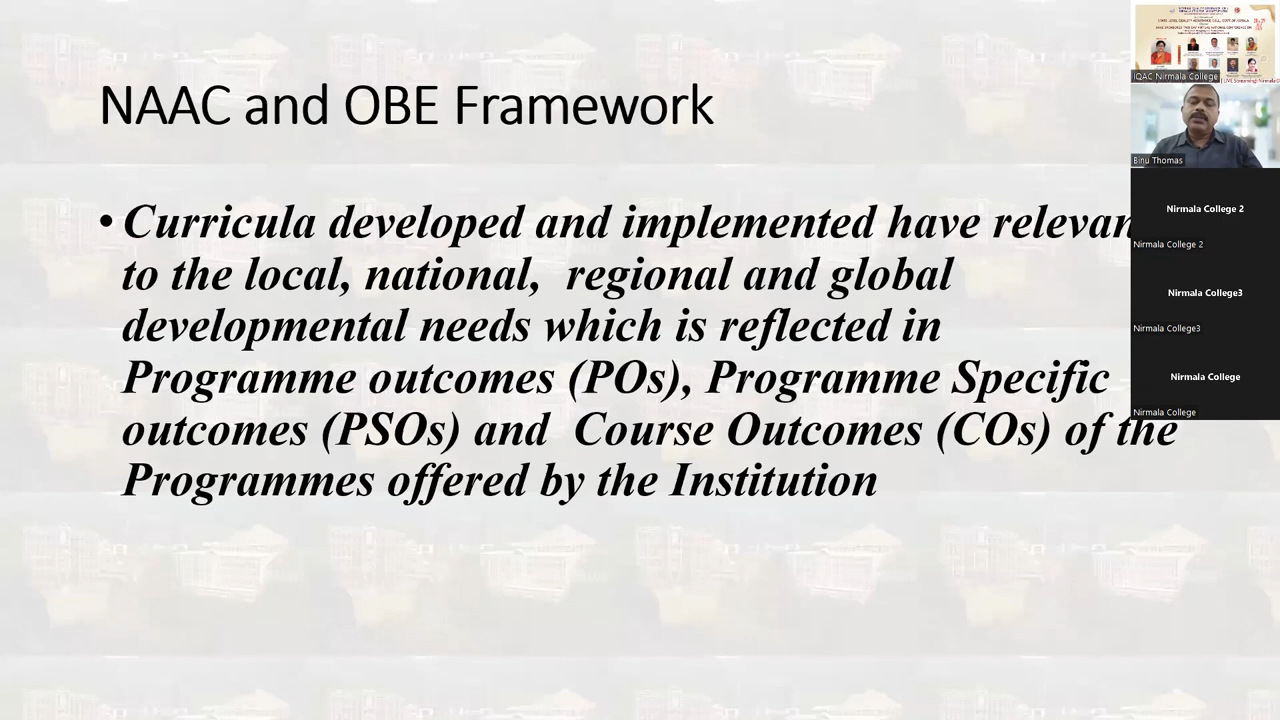 NAAC and OBE Framework
• Curricula developed and implemented have relevan
to the local, national, regional and global
developmental needs which is reflected in
Programme outcomes (POs), Programme Specific
outcomes (PSOs) and Course Outcomes (COs) of the
Programmes offered by the Institution
IQAC Nirmala College
Binu Thomas
Nirmala College 2
Nirmala College 2
Nirmala College3
Nirmala College3
Nirmala College
Nirmala College